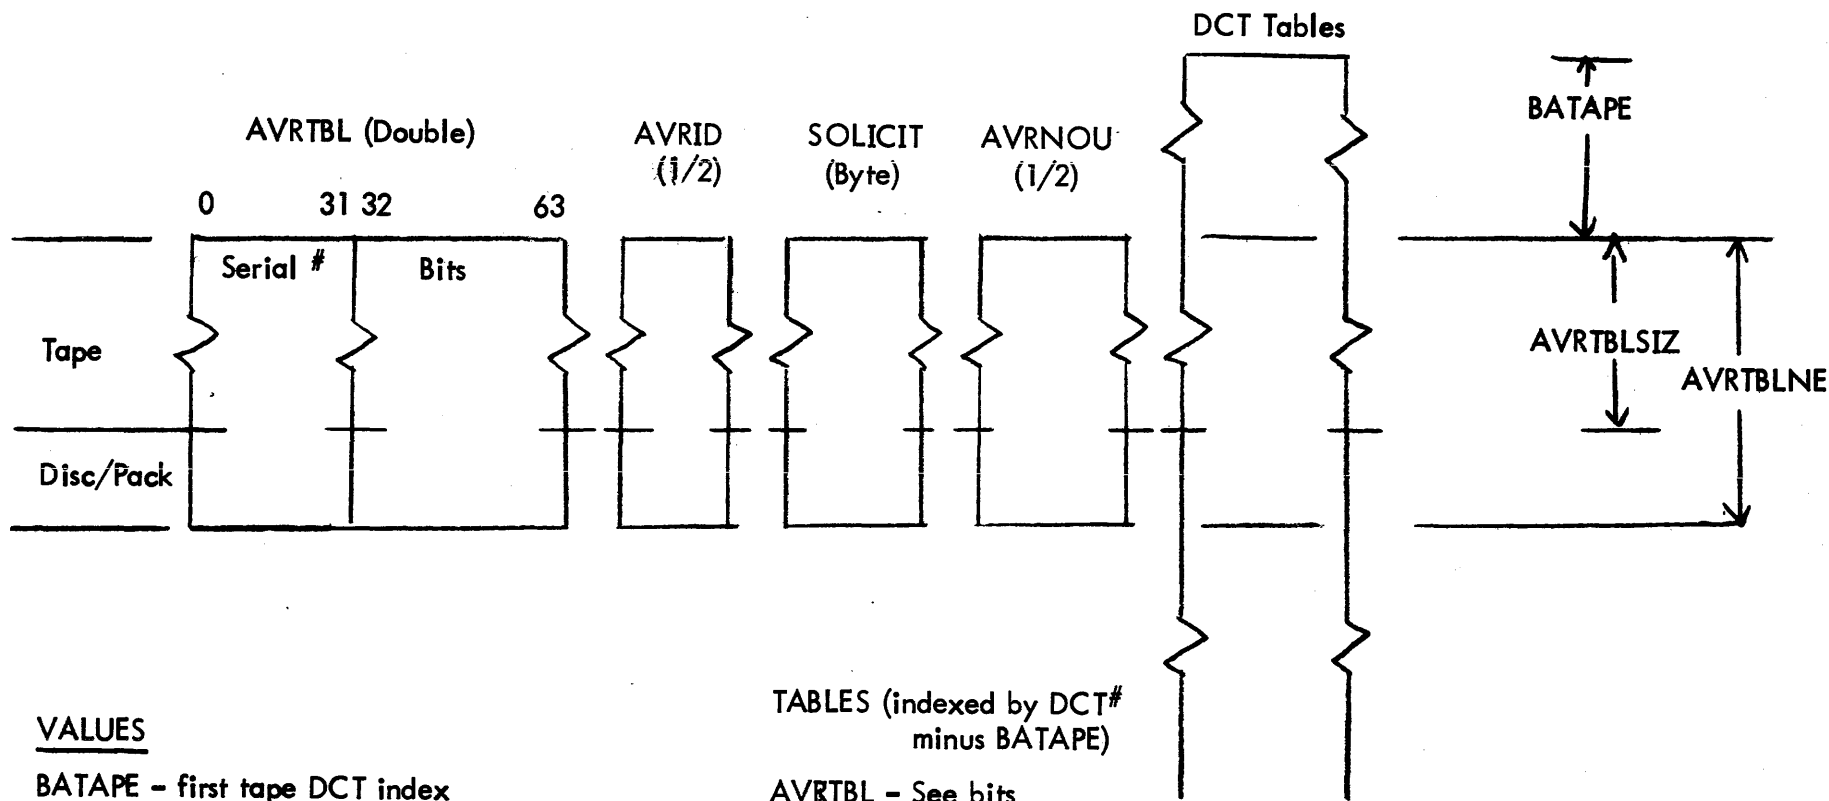 DCT Tables
BATAPE
AVRTBL (Double)
AVRID
(1/2)
SOLICIT
(Byte)
AVRNOU
(1/2)
0 31 32 63
Serial # Bits
Tape
AVRTBLSIZ
AVRTBLNE
Disc/Pack
VALUES
BATAPE - first tape DCT index
TABLES (indexed by DCT#
minus BATAPE)
AVRTBL - See bits